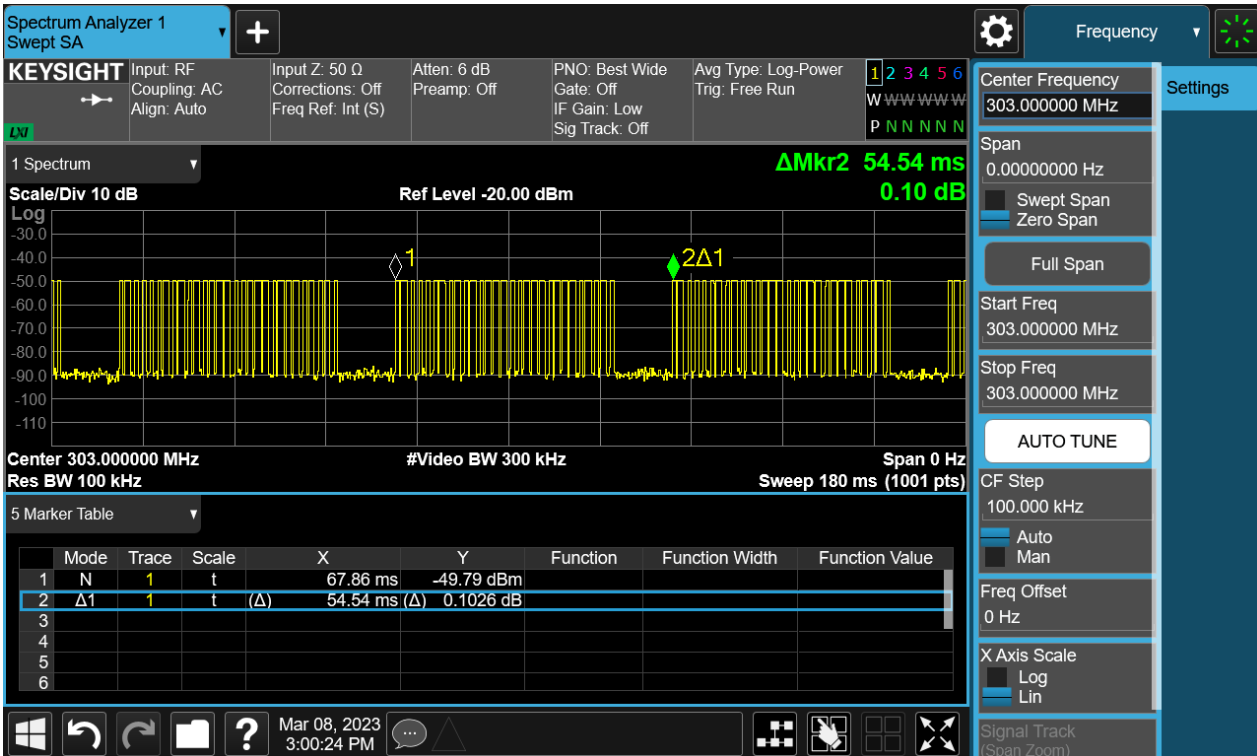 Spectrum Analyzer 1
Swept SA
+
Frequency
KEYSIGHT
LXI
Input: RF
Coupling: AC
Align: Auto
Input Z: 50 Ω
Corrections: Off
Freq Ref: Int (S)
Atten: 6 dB
Preamp: Off
PNO: Best Wide
Gate: Off
IF Gain: Low
Sig Track: Off
Avg Type: Log-Power
Trig: Free Run
1 2 3 4 5 6
W W W W W W
P N N N N N
1 Spectrum
ΔMkr2 54.54 ms
0.10 dB
Scale/Div 10 dB
Ref Level -20.00 dBm
Log
-30.0
-40.0
-50.0
-60.0
-70.0
-80.0
-90.0
-100
-110
1
2Δ1
Center 303.000000 MHz
#Video BW 300 kHz
Span 0 Hz
Res BW 100 kHz
Sweep 180 ms (1001 pts)
5 Marker Table
Mode Trace Scale X Y Function Function Width Function Value
1 N 1 t 67.86 ms -49.79 dBm
2 Δ1 1 t (Δ) 54.54 ms (Δ) 0.1026 dB
3
4
5
6
Mar 08, 2023
3:00:24 PM
?
Center Frequency
303.000000 MHz
Span
0.00000000 Hz
Swept Span
Zero Span
Full Span
Start Freq
303.000000 MHz
Stop Freq
303.000000 MHz
AUTO TUNE
CF Step
100.000 kHz
Auto
Man
Freq Offset
0 Hz
X Axis Scale
Log
Lin
Signal Track
(Span Zoom)
Settings